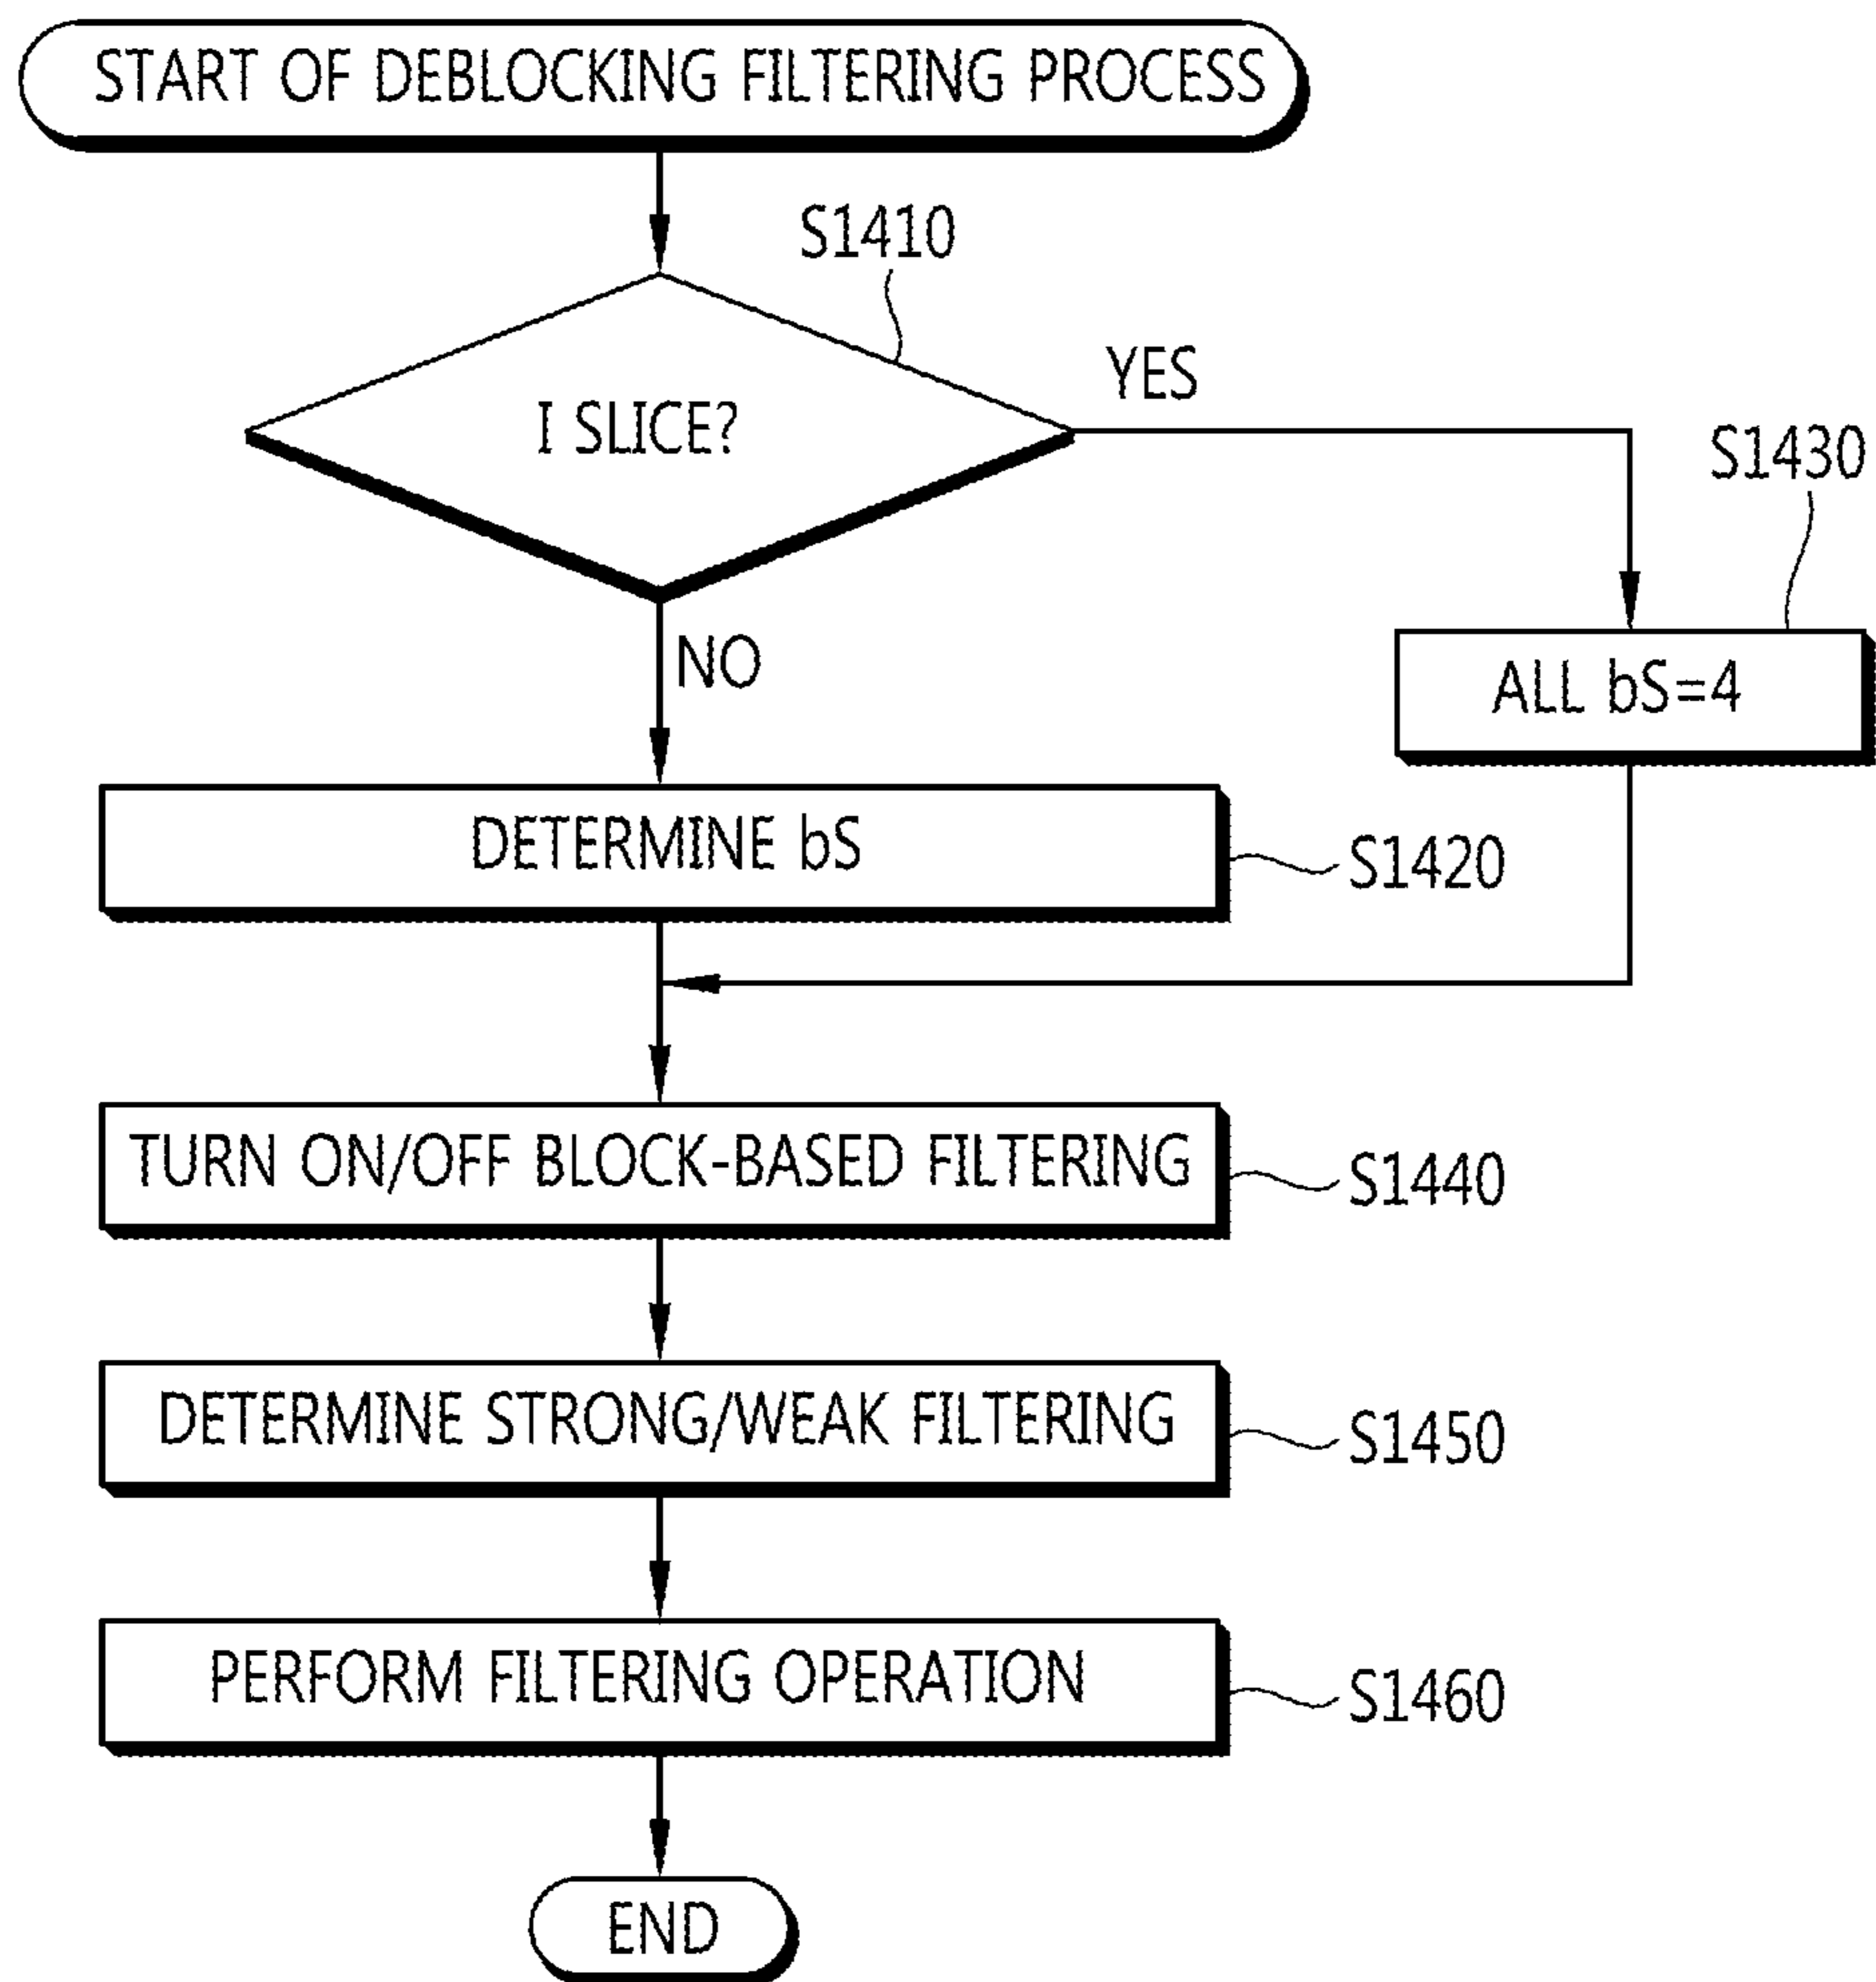 START OF DEBLOCKING FILTERING PROCESS
S1410
I SLICE?
YES
S1430
NO
ALL bS=4
DETERMINE bS
S1420
TURN ON/OFF BLOCK-BASED FILTERING
S1440
DETERMINE STRONG/WEAK FILTERING
S1450
PERFORM FILTERING OPERATION
S1460
END